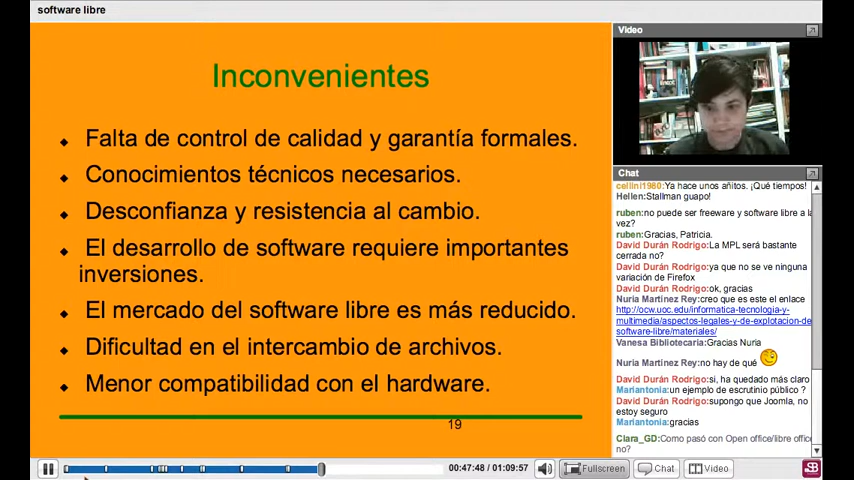 software libre
Inconvenientes
Falta de control de calidad y garantía formales.
Conocimientos técnicos necesarios.
Desconfianza y resistencia al cambio.
El desarrollo de software requiere importantes
inversiones.
El mercado del software libre es más reducido.
Dificultad en el intercambio de archivos.
Menor compatibilidad con el hardware.
19
Video
Chat
cellini1980:Ya hace unos añitos. ¡Qué tiempos!
Hellen:Stallman guapo!
ruben:no puede ser freeware y software libre a la
vez?
ruben:Gracias, Patricia.
David Durán Rodrigo:La MPL será bastante
cerrada no?
David Durán Rodrigo:ya que no se ve ninguna
variación de Firefox
David Durán Rodrigo:ok, gracias
Nuria Martínez Rey:creo que es este el enlace
http://ocw.uoc.edu/informatica-tecnologia-y-
multimedia/aspectos-legales-y-de-explotacion-de
software-libre/materiales/
Vanesa Bibliotecaria:Gracias Nuria
Nuria Martínez Rey:no hay de qué
David Durán Rodrigo:si, ha quedado más claro
Mariantonia:un ejemplo de escrutinio público ?
David Durán Rodrigo:supongo que Joomla, no
estoy seguro
Mariantonia:gracias
Clara_GD:Como pasó con Open office/libre offic
no?
00:47:48 / 01:09:57
Fullscreen
Chat
Video
SB